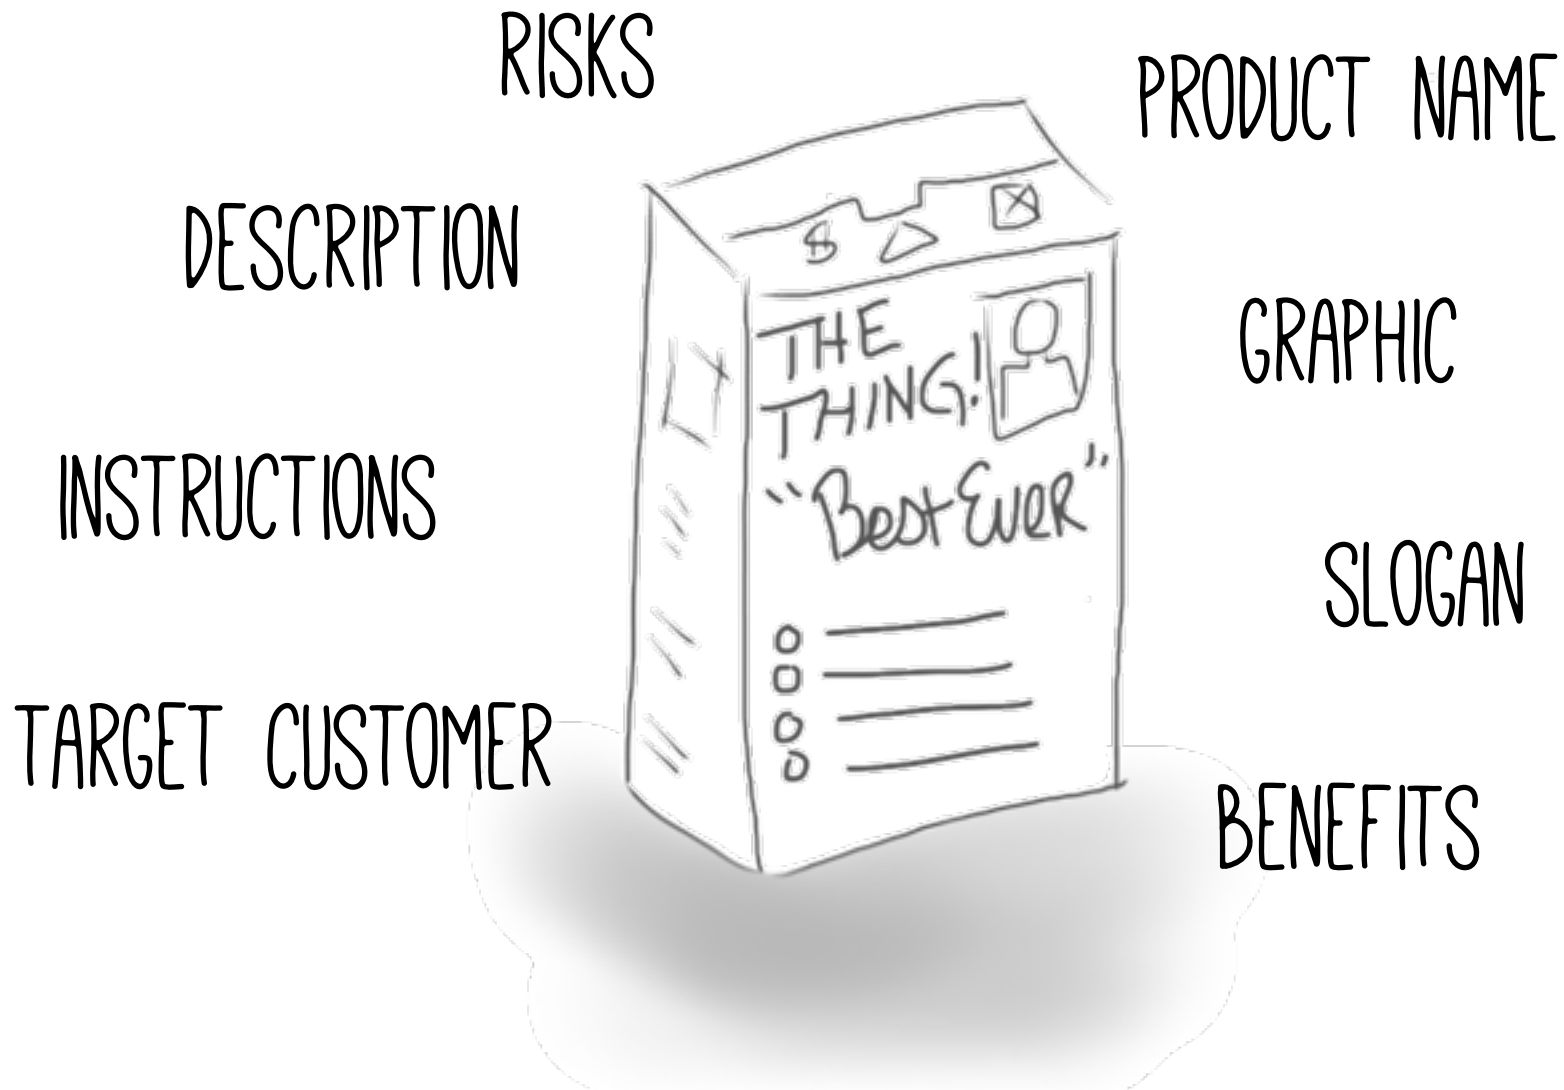 RISKS
PRODUCT NAME
DESCRIPTION
GRAPHIC
THE
THING!
INSTRUCTIONS
"Best Ever"
SLOGAN
TARGET CUSTOMER
BENEFITS